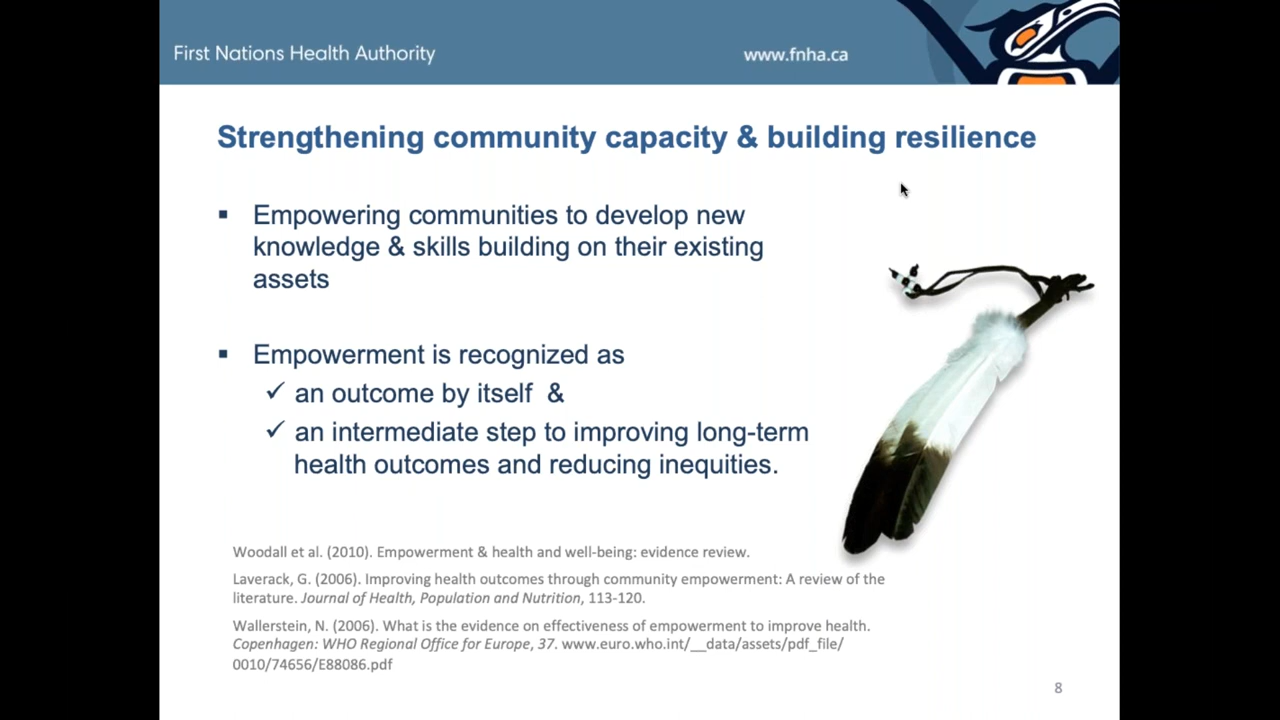 First Nations Health Authority
www.fnha.ca
Strengthening community capacity & building resilience
▪ Empowering communities to develop new
knowledge & skills building on their existing
assets
▪ Empowerment is recognized as
✓ an outcome by itself &
✓ an intermediate step to improving long-term
health outcomes and reducing inequities.
Woodall et al. (2010). Empowerment & health and well-being: evidence review.
Laverack, G. (2006). Improving health outcomes through community empowerment: A review of the
literature. Journal of Health, Population and Nutrition, 113-120.
Wallerstein, N. (2006). What is the evidence on effectiveness of empowerment to improve health.
Copenhagen: WHO Regional Office for Europe, 37. www.euro.who.int/__data/assets/pdf_file/
0010/74656/E88086.pdf
8